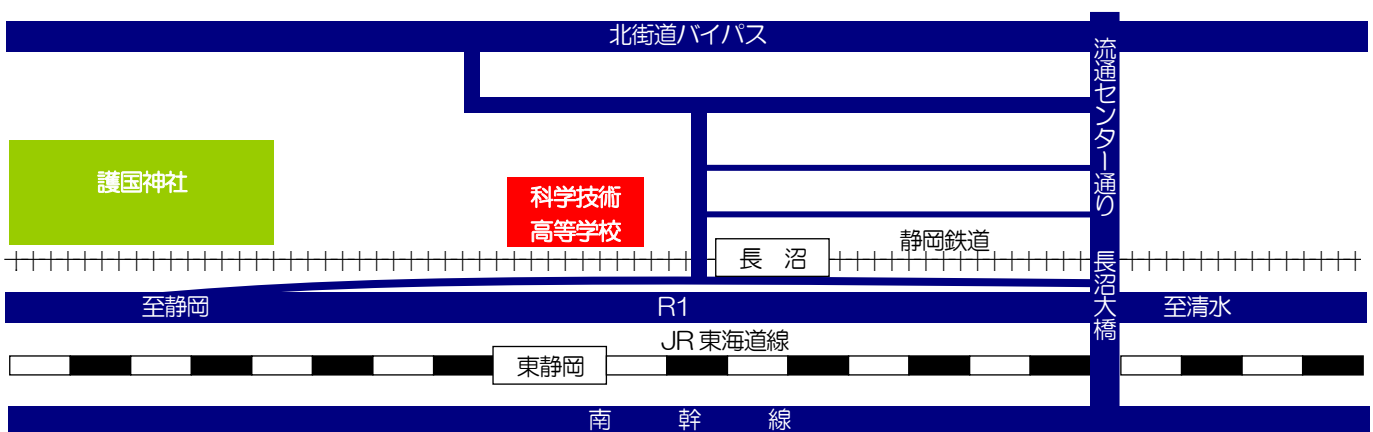 北街道バイパス
流通センター通り
護国神社
科学技術
高等学校
静岡鉄道
長 沼
長沼大橋
至静岡
R1
至清水
JR東海道線
東静岡
南 幹 線